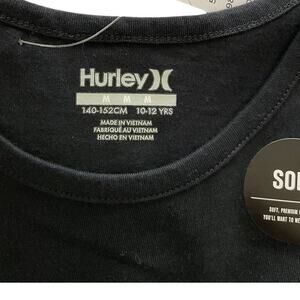 Hurley
M M M
140-152CM 10-12 YRS
MADE IN VIETNAM
FABRIQUÉ AU VIETNAM
HECHO EN VIETNAM
SOFT, PREMIUM
YOU'LL WANT TO